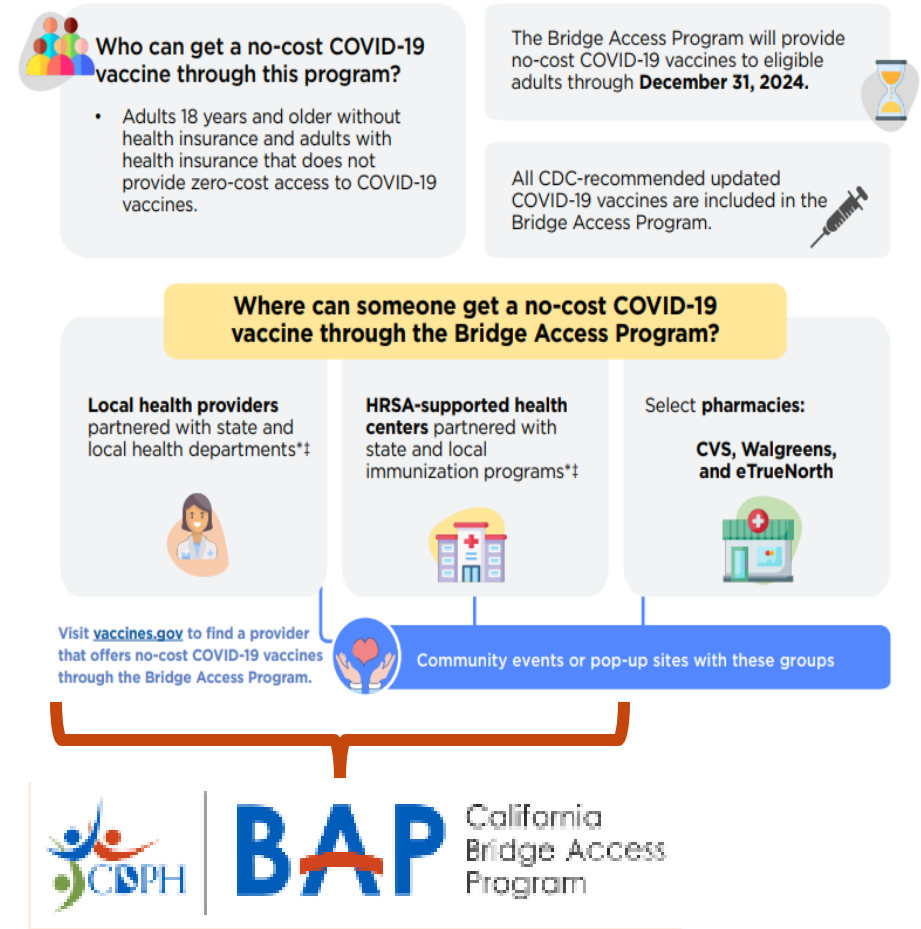 Who can get a no-cost COVID-19
vaccine through this program?
• Adults 18 years and older without
health insurance and adults with
health insurance that does not
provide zero-cost access to COVID-19
vaccines.
The Bridge Access Program will provide
no-cost COVID-19 vaccines to eligible
adults through December 31, 2024.
All CDC-recommended updated
COVID-19 vaccines are included in the
Bridge Access Program.
Where can someone get a no-cost COVID-19
vaccine through the Bridge Access Program?
Local health providers
partnered with state and
local health departments*‡
HRSA-supported health
centers partnered with
state and local
immunization programs*‡
Select pharmacies:
CVS, Walgreens,
and eTrueNorth
Visit vaccines.gov to find a provider
that offers no-cost COVID-19 vaccines
through the Bridge Access Program.
Community events or pop-up sites with these groups
CDPH
BAP
California
Bridge Access
Program